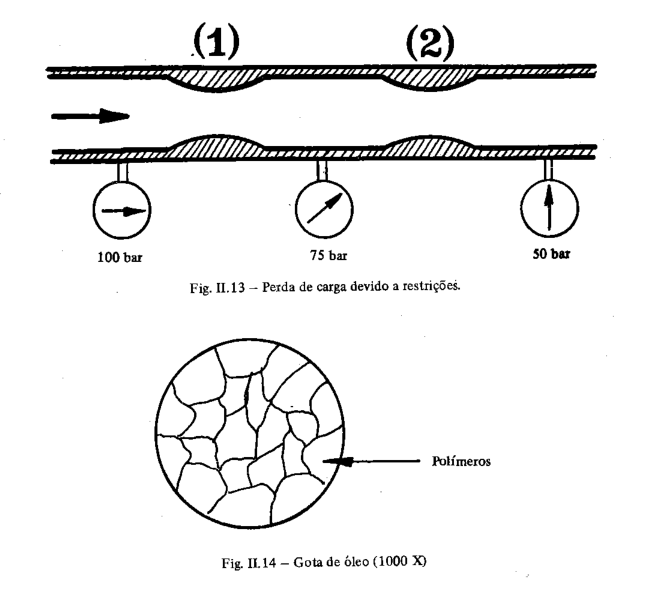 (1) (2)
100 bar 75 bar 50 bar
Fig. II.13 – Perda de carga devido a restrições.
Polímeros
Fig. II.14 – Gota de óleo (1000 X)